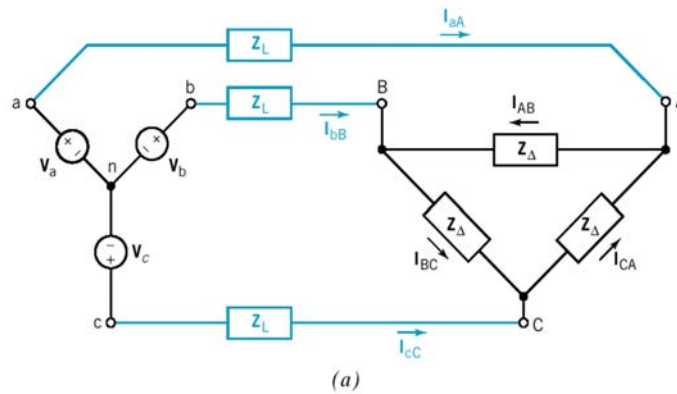 I_aA
Z_L
a
b
B
A
Z_L
I_bB
I_AB
Z_Δ
+
-
V_a
n
+
-
V_b
Z_Δ
Z_Δ
I_BC
I_CA
-
+
V_c
c
Z_L
C
I_cC
(a)